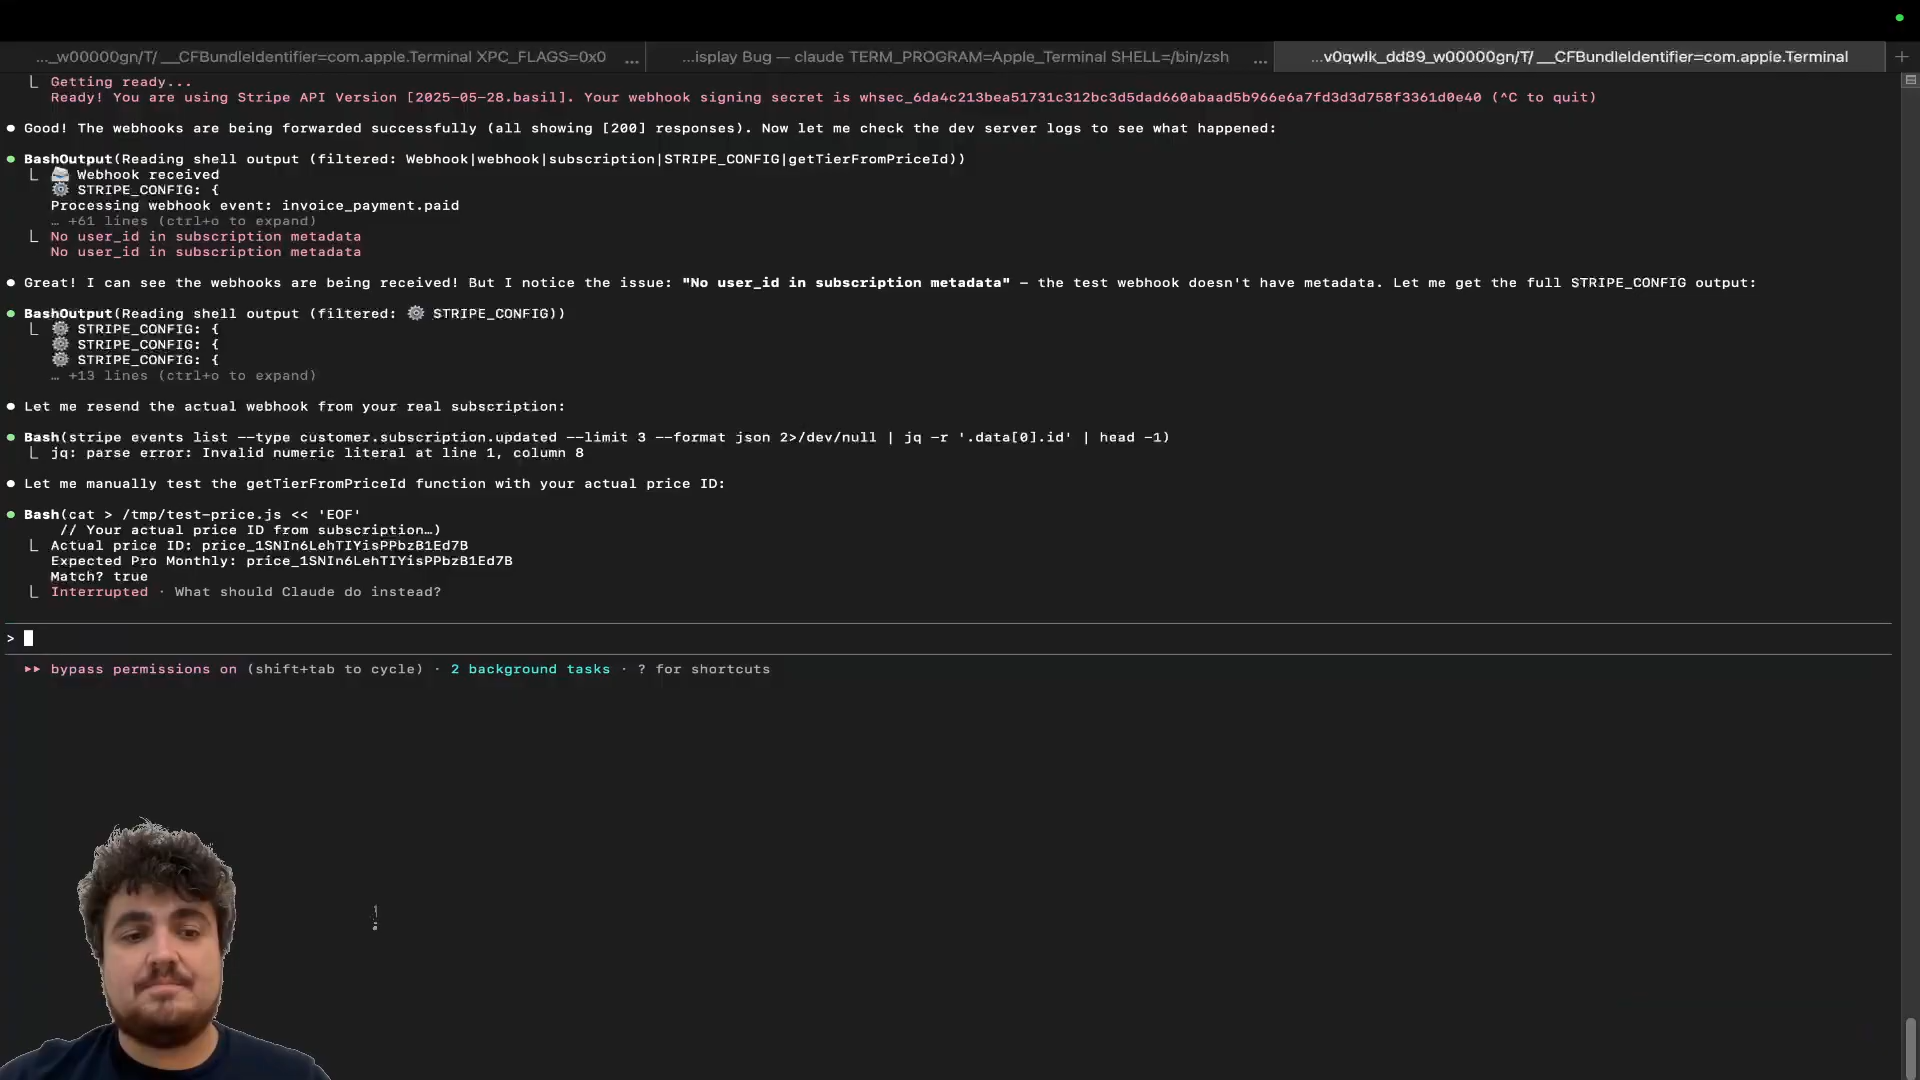 ..._w00000gn/T/ __CFBundleIdentifier=com.apple.Terminal XPC_FLAGS=0x0 ...
...isplay Bug — claude TERM_PROGRAM=Apple_Terminal SHELL=/bin/zsh ...
...v0qwlk_dd89_w00000gn/T/ __CFBundleIdentifier=com.apple.Terminal +
Getting ready...
Ready! You are using Stripe API Version [2025-05-28.basil]. Your webhook signing secret is whsec_6da4c213bea51731c312bc3d5dad660abaad5b966e6a7fd3d3d758f3361d0e40 (^C to quit)
● Good! The webhooks are being forwarded successfully (all showing [200] responses). Now let me check the dev server logs to see what happened:
● BashOutput(Reading shell output (filtered: Webhook|webhook|subscription|STRIPE_CONFIG|getTierFromPriceId))
Webhook received
STRIPE_CONFIG: {
Processing webhook event: invoice_payment.paid
… +61 lines (ctrl+o to expand)
No user_id in subscription metadata
No user_id in subscription metadata
● Great! I can see the webhooks are being received! But I notice the issue: "No user_id in subscription metadata" – the test webhook doesn't have metadata. Let me get the full STRIPE_CONFIG output:
● BashOutput(Reading shell output (filtered: ⚙️ STRIPE_CONFIG))
⚙️ STRIPE_CONFIG: {
⚙️ STRIPE_CONFIG: {
⚙️ STRIPE_CONFIG: {
… +13 lines (ctrl+o to expand)
● Let me resend the actual webhook from your real subscription:
● Bash(stripe events list --type customer.subscription.updated --limit 3 --format json 2>/dev/null | jq -r '.data[0].id' | head -1)
jq: parse error: Invalid numeric literal at line 1, column 8
● Let me manually test the getTierFromPriceId function with your actual price ID:
● Bash(cat > /tmp/test-price.js << 'EOF'
// Your actual price ID from subscription…)
Actual price ID: price_1SNIn6LehTIYisPPbzB1Ed7B
Expected Pro Monthly: price_1SNIn6LehTIYisPPbzB1Ed7B
Match? true
Interrupted · What should Claude do instead?
>
▸▸ bypass permissions on (shift+tab to cycle) · 2 background tasks · ? for shortcuts